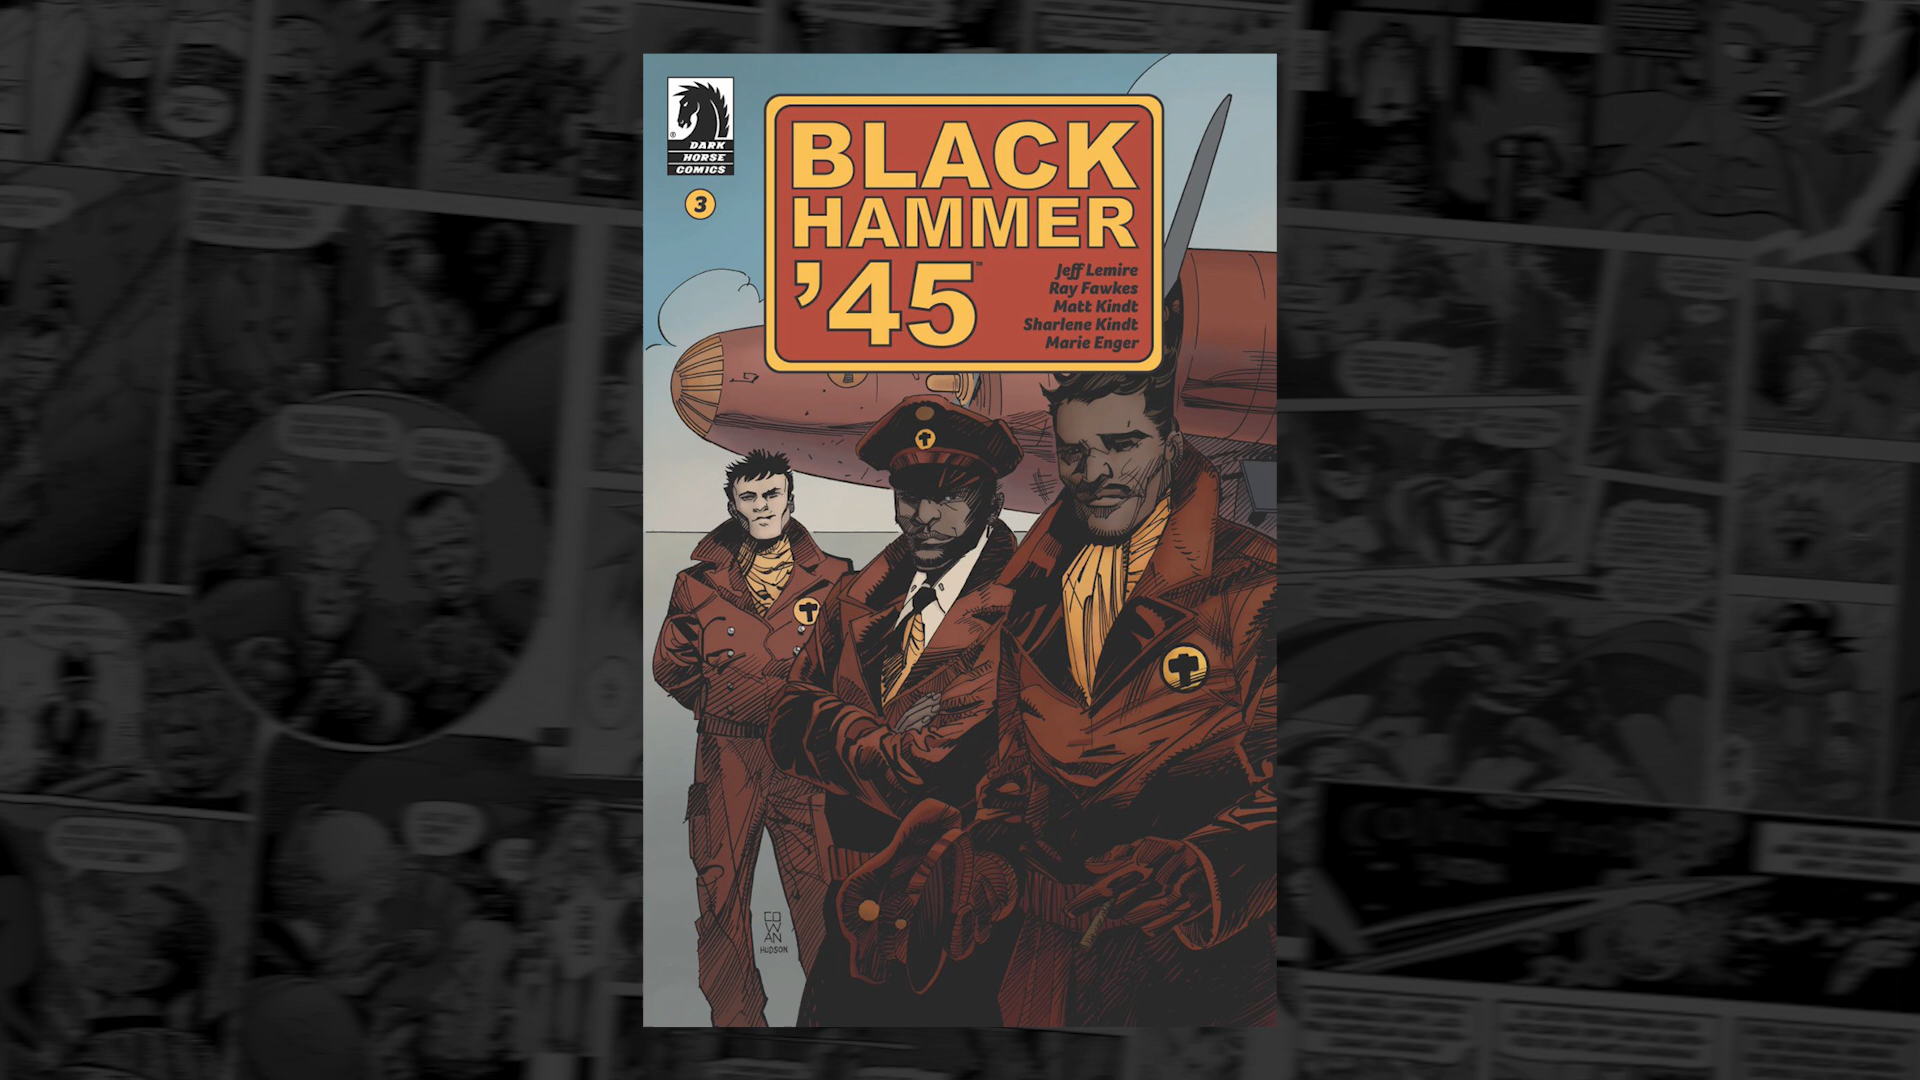 DARK
HORSE
COMICS
3
BLACK
HAMMER
’45™
Jeff Lemire
Ray Fawkes
Matt Kindt
Sharlene Kindt
Marie Enger
CO
W
AN
HUDSON